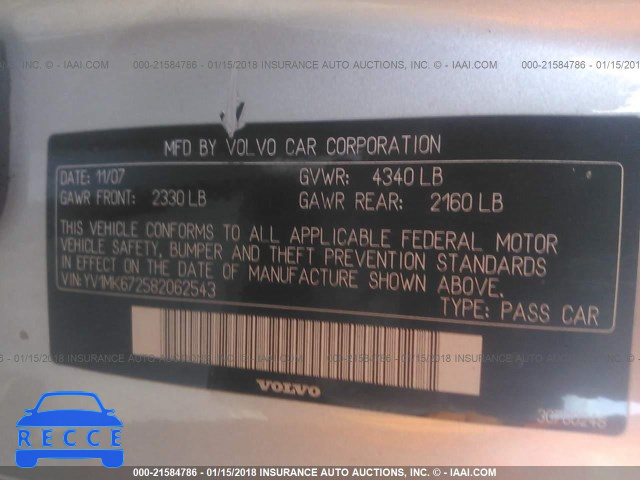 000-21584786 - 01/15/2018 INSURANCE AUTO AUCTIONS, INC. - IAAI.COM
MFD BY VOLVO CAR CORPORATION
DATE: 11/07 GVWR: 4340 LB
GAWR FRONT: 2330 LB GAWR REAR: 2160 LB
THIS VEHICLE CONFORMS TO ALL APPLICABLE FEDERAL MOTOR
VEHICLE SAFETY, BUMPER AND THEFT PREVENTION STANDARDS
IN EFFECT ON THE DATE OF MANUFACTURE SHOWN ABOVE.
VIN: YV1MK672582062543
TYPE: PASS CAR
VOLVO
RECCE
000-21584786 - 01/15/2018 INSURANCE AUTO AUCTIONS, INC. - IAAI.COM